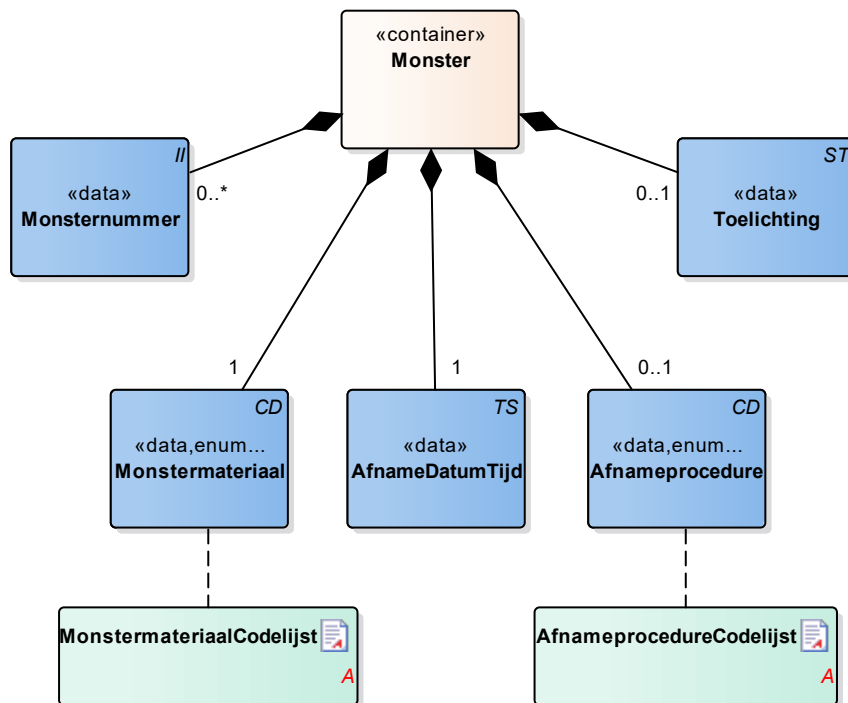 «container»
Monster
II
«data»
Monsternummer
0..*
ST
«data»
Toelichting
0..1
1
1
0..1
CD
«data,enum...
Monstermateriaal
TS
«data»
AfnameDatumTijd
CD
«data,enum...
Afnameprocedure
MonstermateriaalCodelijst
A
AfnameprocedureCodelijst
A